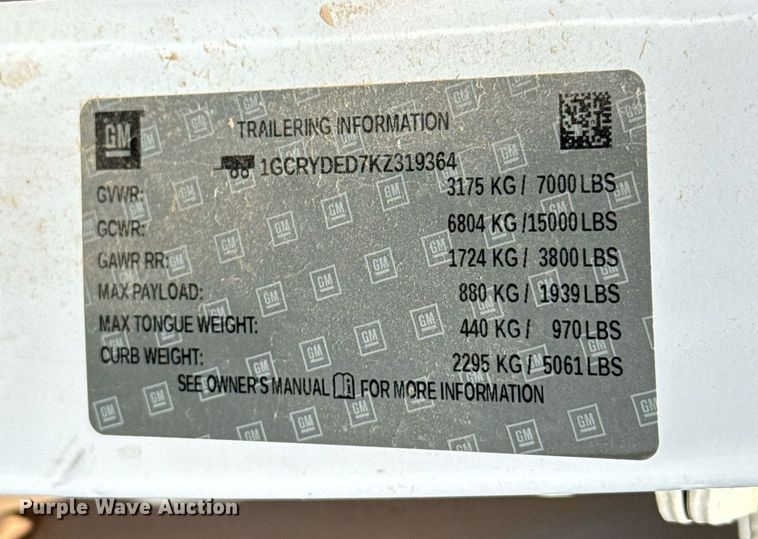 GM
TRAILERING INFORMATION
1GCRYDED7KZ319364
GVWR: 3175 KG / 7000 LBS
GCWR: 6804 KG /15000 LBS
GAWR RR: 1724 KG / 3800 LBS
MAX PAYLOAD: 880 KG / 1939 LBS
MAX TONGUE WEIGHT: 440 KG / 970 LBS
CURB WEIGHT: 2295 KG / 5061 LBS
SEE OWNER'S MANUAL FOR MORE INFORMATION
Purple Wave Auction